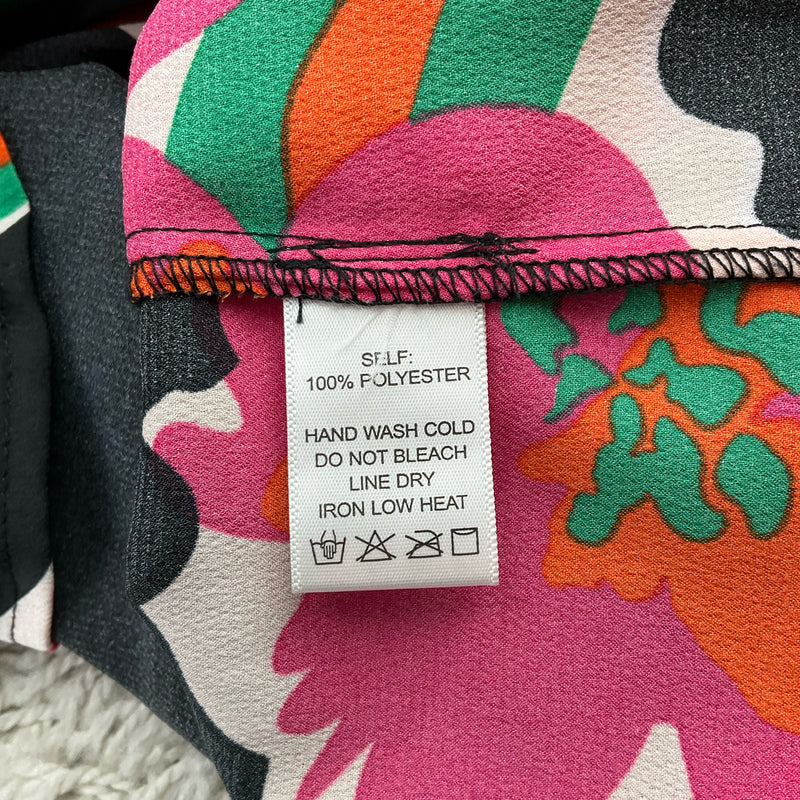 SELF:
100% POLYESTER
HAND WASH COLD
DO NOT BLEACH
LINE DRY
IRON LOW HEAT